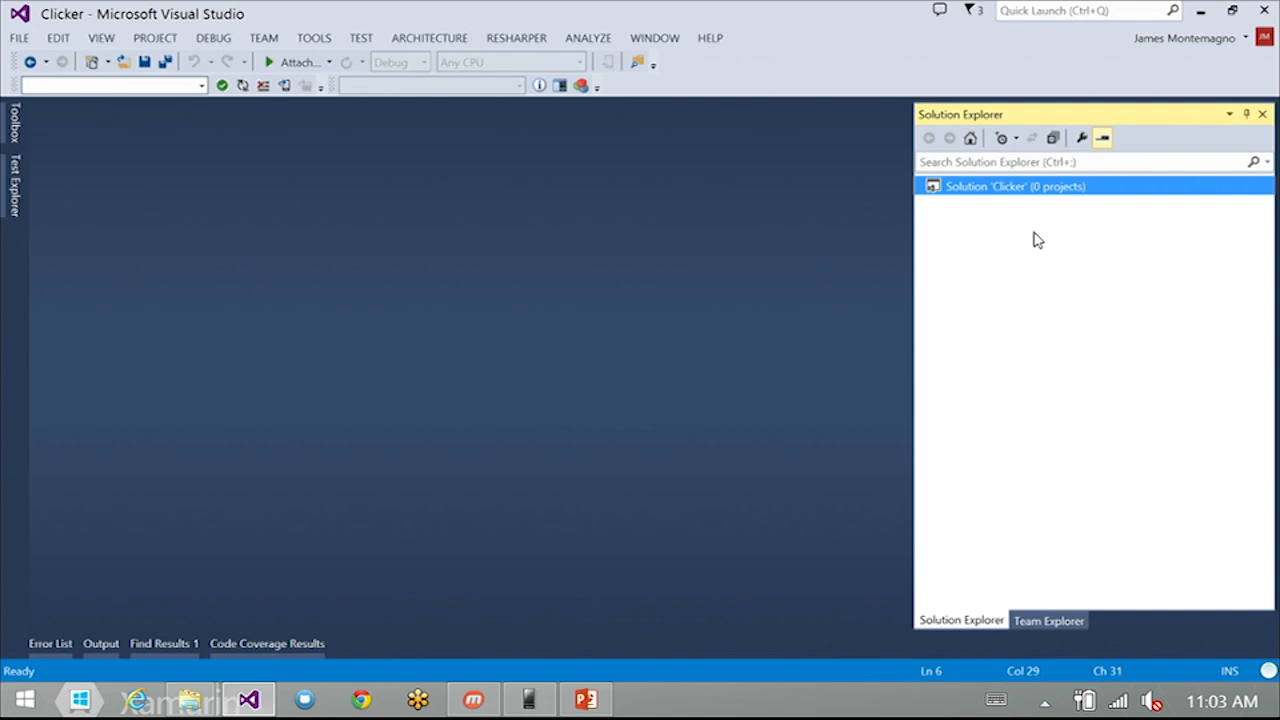 Clicker - Microsoft Visual Studio
3
Quick Launch (Ctrl+Q)
FILE EDIT VIEW PROJECT DEBUG TEAM TOOLS TEST ARCHITECTURE RESHARPER ANALYZE WINDOW HELP
James Montemagno
JM
Attach...
Debug
Any CPU
Toolbox
Test Explorer
Solution Explorer
Search Solution Explorer (Ctrl+;)
Solution 'Clicker' (0 projects)
Solution Explorer
Team Explorer
Error List Output Find Results 1 Code Coverage Results
Ready
Ln 6 Col 29 Ch 31 INS
Xamarin
11:03 AM